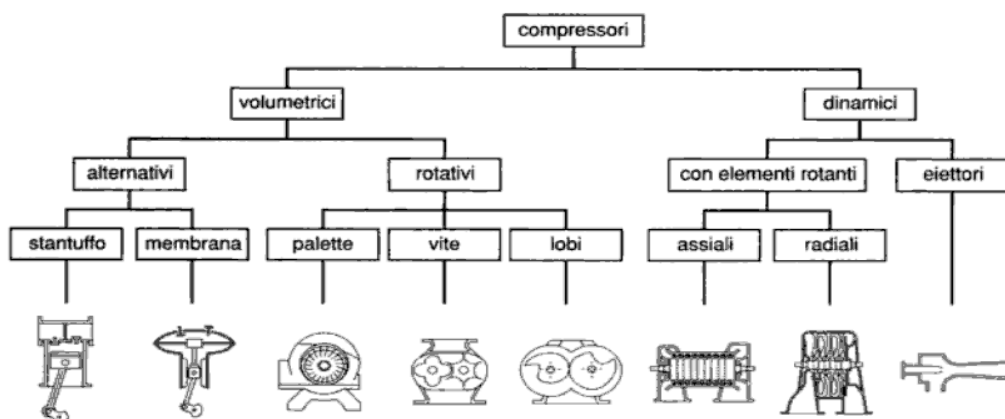 compressori
volumetrici
dinamici
alternativi
rotativi
con elementi rotanti
eiettori
stantuffo
membrana
palette
vite
lobi
assiali
radiali